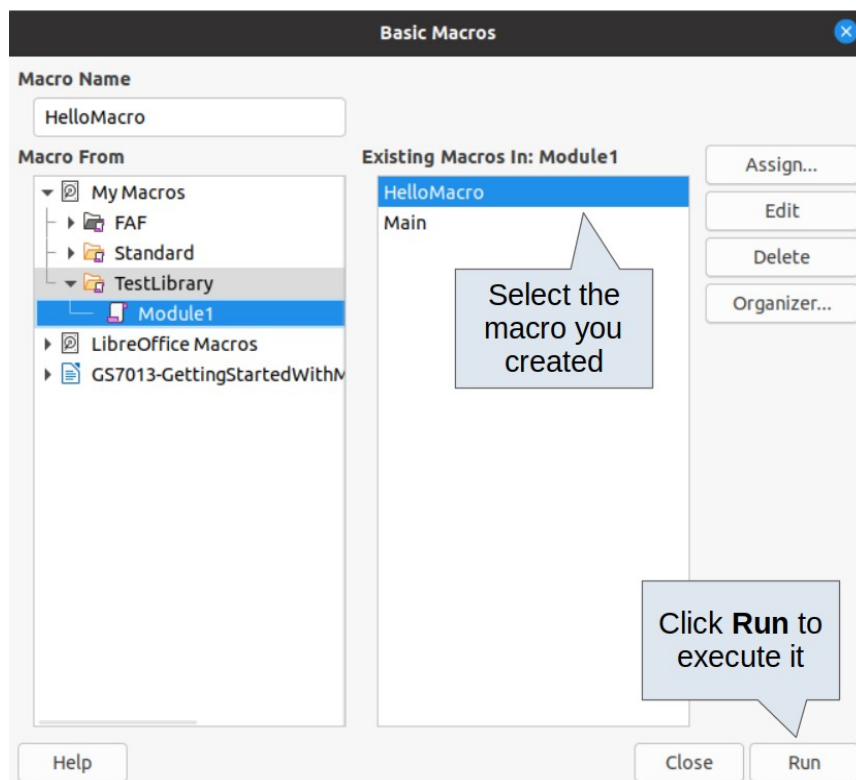 Basic Macros
Macro Name
HelloMacro
Macro From
My Macros
FAF
Standard
TestLibrary
Module1
LibreOffice Macros
GS7013-GettingStartedWithM
Existing Macros In: Module1
HelloMacro
Main
Select the
macro you
created
Assign...
Edit
Delete
Organizer...
Click Run to
execute it
Help
Close
Run